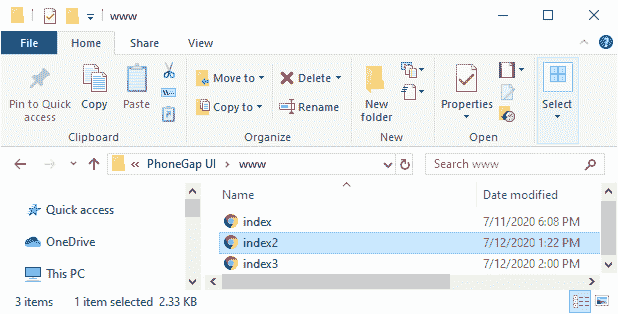 www
File Home Share View
Pin to Quick access
Copy
Paste
Clipboard
Move to
Copy to
Delete
Rename
Organize
New folder
New
Properties
Open
Select
« PhoneGap UI › www
Search www
Quick access
OneDrive
This PC
Name Date modified
index 7/11/2020 6:08 PM
index2 7/12/2020 1:22 PM
index3 7/12/2020 2:00 PM
3 items 1 item selected 2.33 KB